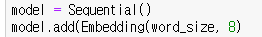 model = Sequential()
model.add(Embedding(word_size, 8)